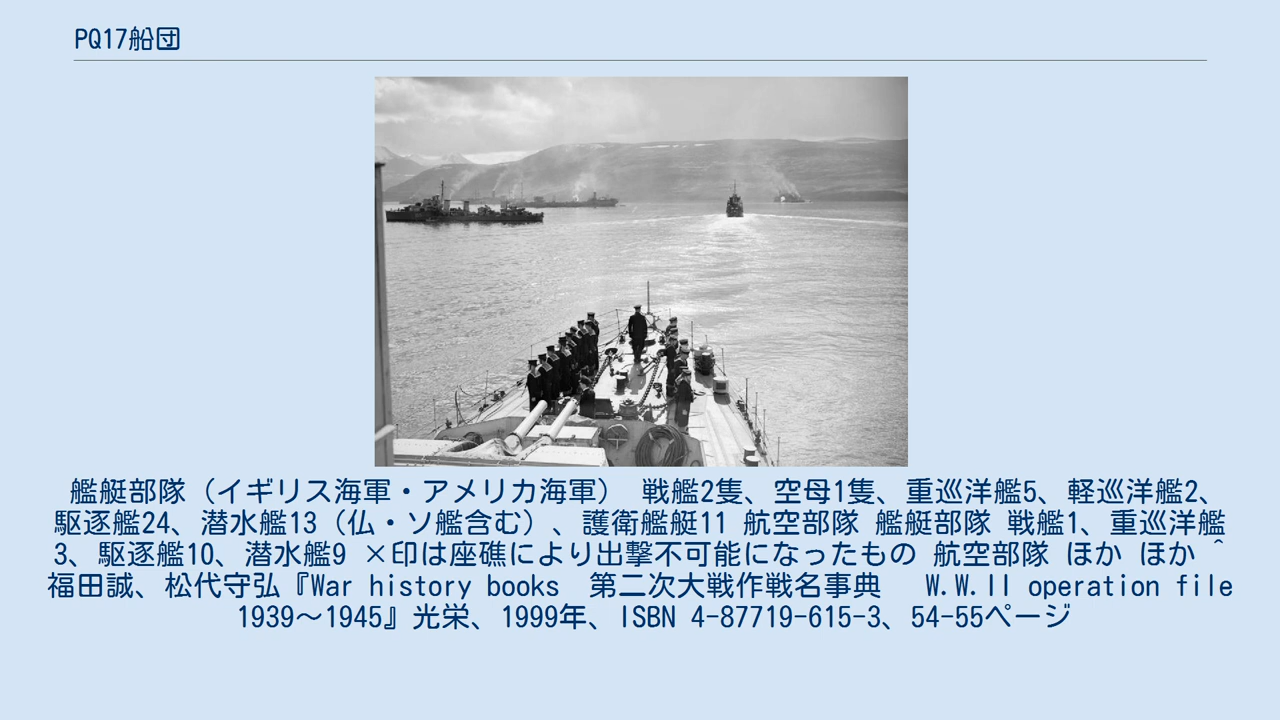 PQ17船団
艦艇部隊（イギリス海軍・アメリカ海軍） 戦艦2隻、空母1隻、重巡洋艦5、軽巡洋艦2、
駆逐艦24、潜水艦13（仏・ソ艦含む）、護衛艦艇11 航空部隊 艦艇部隊 戦艦1、重巡洋艦
3、駆逐艦10、潜水艦9 ×印は座礁により出撃不可能になったもの 航空部隊 ほか ほか ^
福田誠、松代守弘『War history books　第二次大戦作戦名事典　 W.W.II operation file
1939〜1945』光栄、1999年、ISBN 4-87719-615-3、54-55ページ